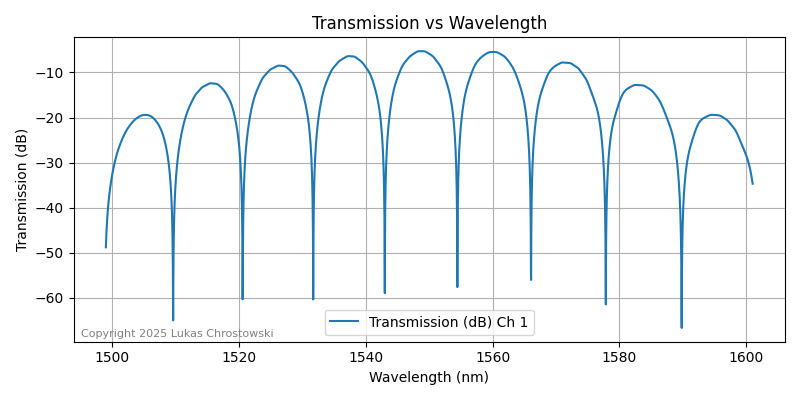 Transmission vs Wavelength
Transmission (dB)
−10
−20
−30
−40
−50
−60
Transmission (dB) Ch 1
Copyright 2025 Lukas Chrostowski
1500 1520 1540 1560 1580 1600
Wavelength (nm)